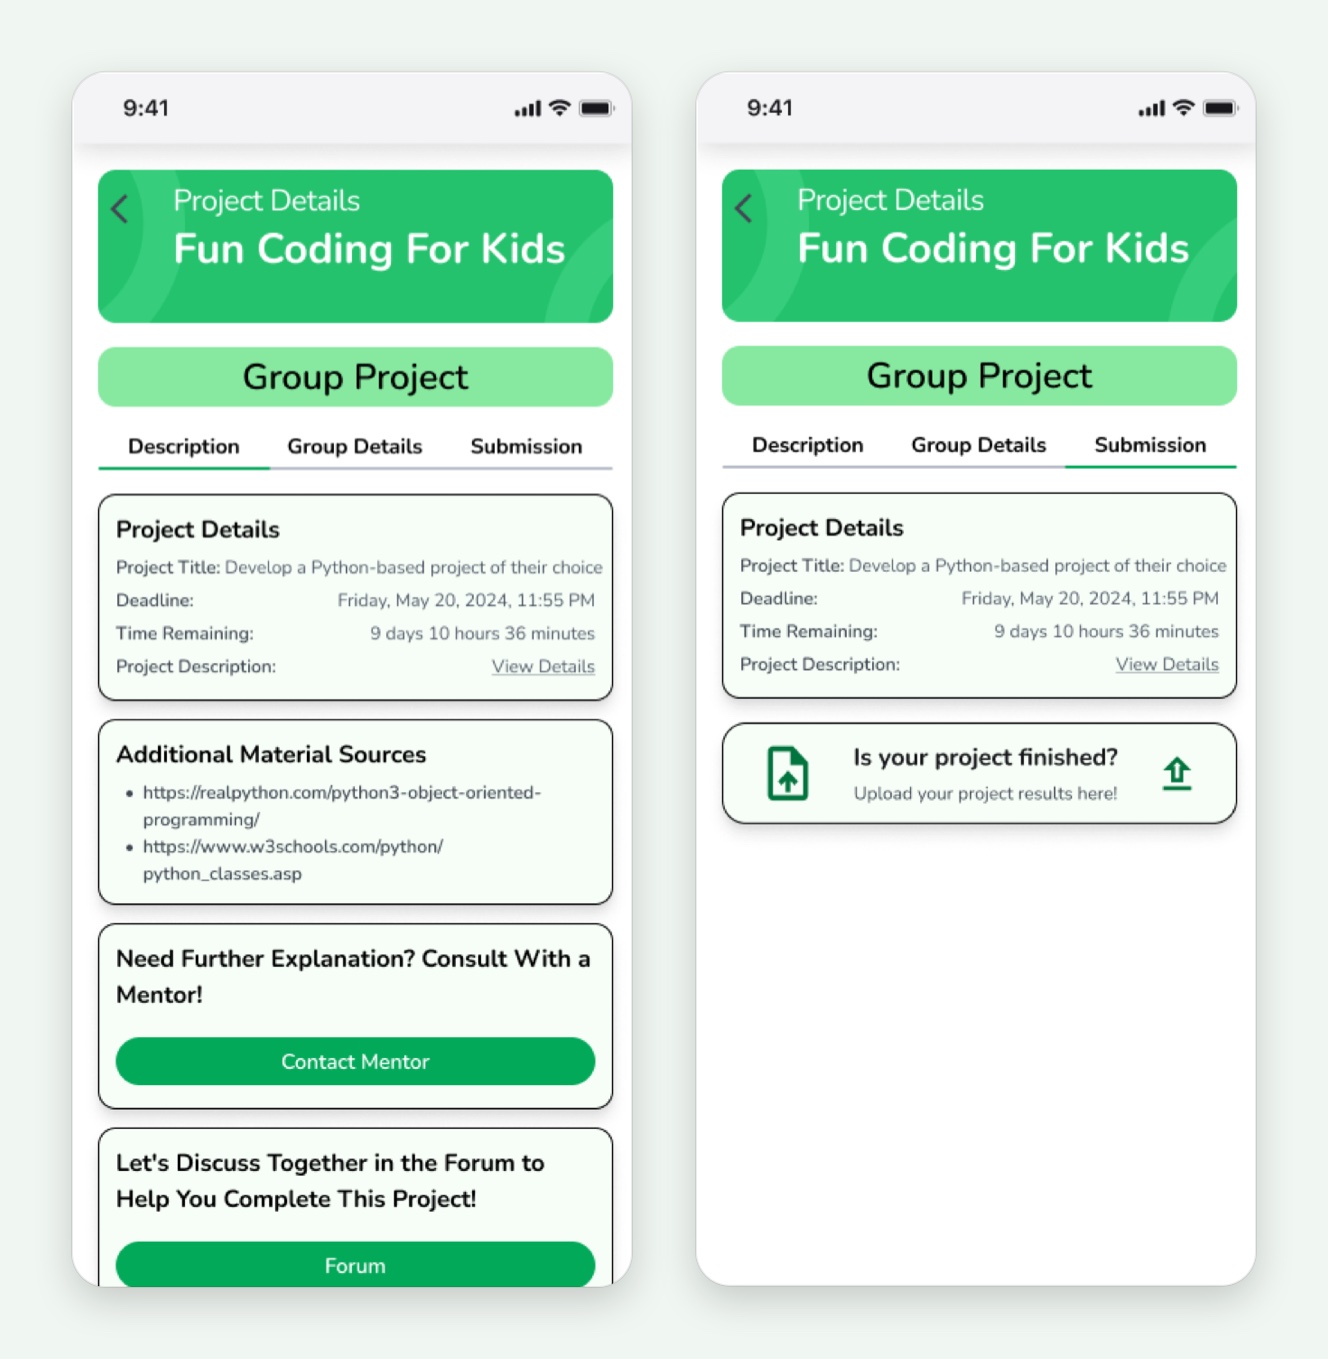 9:41
Project Details
Fun Coding For Kids
Group Project
Description Group Details Submission
Project Details
Project Title: Develop a Python-based project of their choice
Deadline: Friday, May 20, 2024, 11:55 PM
Time Remaining: 9 days 10 hours 36 minutes
Project Description: View Details
Additional Material Sources
• https://realpython.com/python3-object-oriented-
programming/
• https://www.w3schools.com/python/
python_classes.asp
Need Further Explanation? Consult With a
Mentor!
Contact Mentor
Let's Discuss Together in the Forum to
Help You Complete This Project!
Forum
9:41
Project Details
Fun Coding For Kids
Group Project
Description Group Details Submission
Project Details
Project Title: Develop a Python-based project of their choice
Deadline: Friday, May 20, 2024, 11:55 PM
Time Remaining: 9 days 10 hours 36 minutes
Project Description: View Details
Is your project finished?
Upload your project results here!